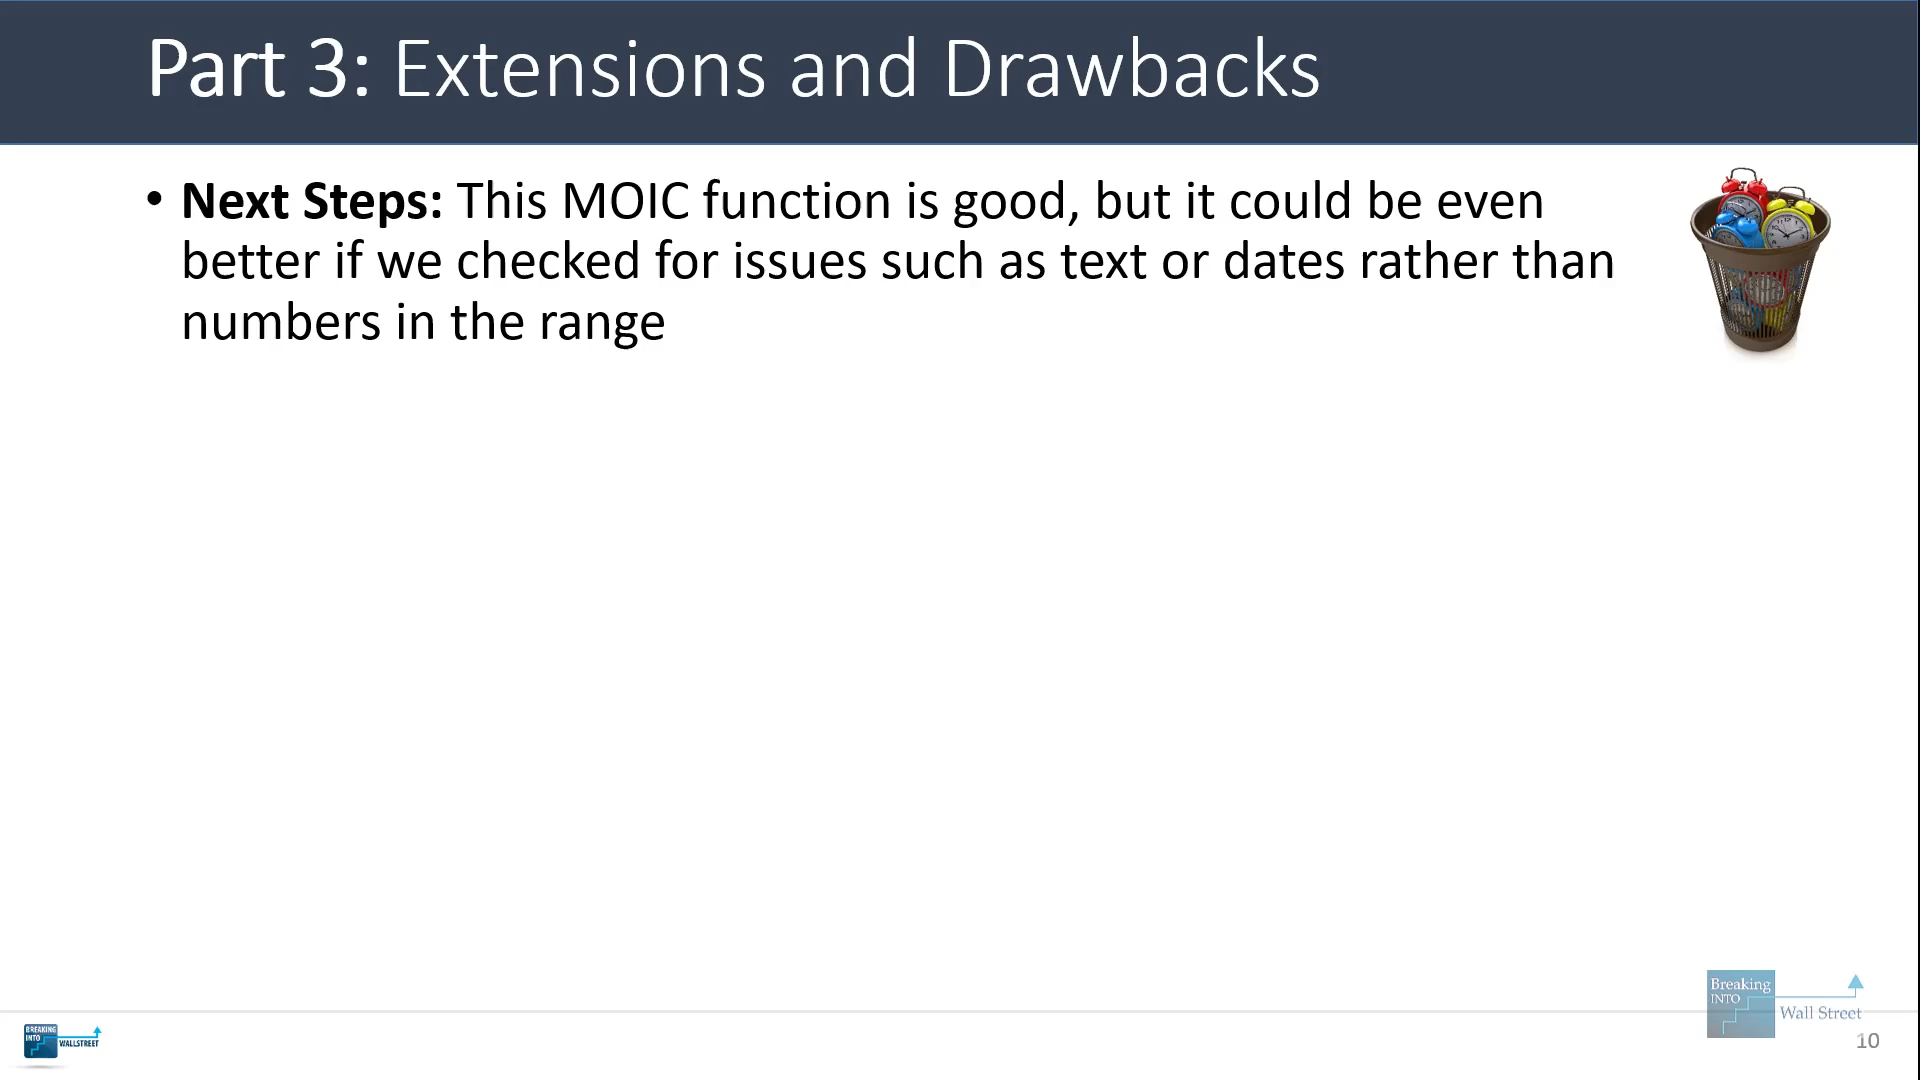 Part 3: Extensions and Drawbacks
• Next Steps: This MOIC function is good, but it could be even
better if we checked for issues such as text or dates rather than
numbers in the range
Breaking
INTO
Wall Street
BREAKING
INTO
WALLSTREET
10